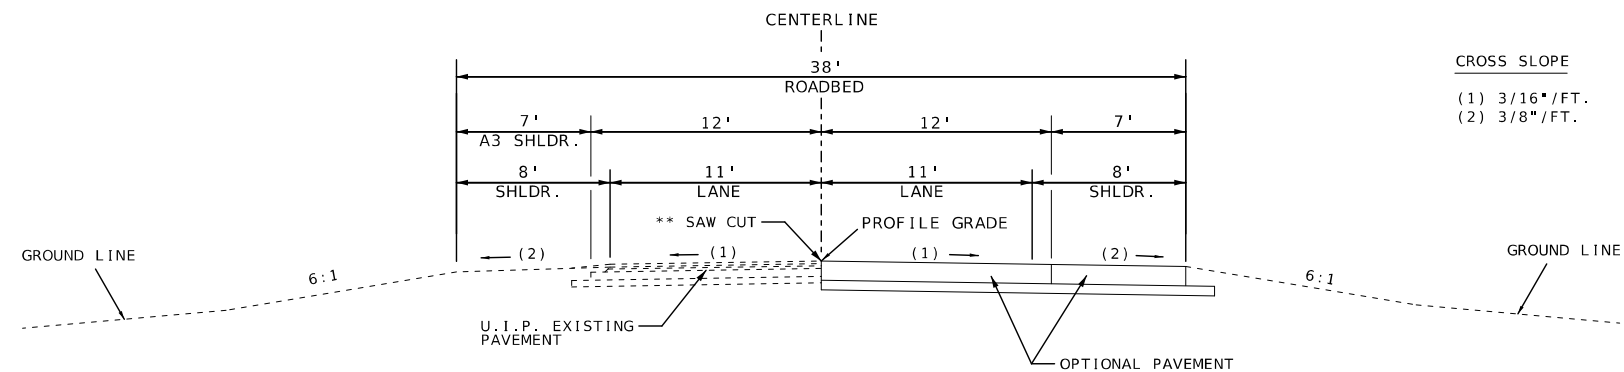 CENTERLINE
38'
ROADBED
CROSS SLOPE
(1) 3/16"/FT.
(2) 3/8"/FT.
7' 12' 12' 7'
A3 SHLDR.
8' 11' 11' 8'
SHLDR. LANE LANE SHLDR.
** SAW CUT PROFILE GRADE
GROUND LINE (2) (1) (1) (2) GROUND LINE
6:1 6:1
U.I.P. EXISTING
PAVEMENT
OPTIONAL PAVEMENT